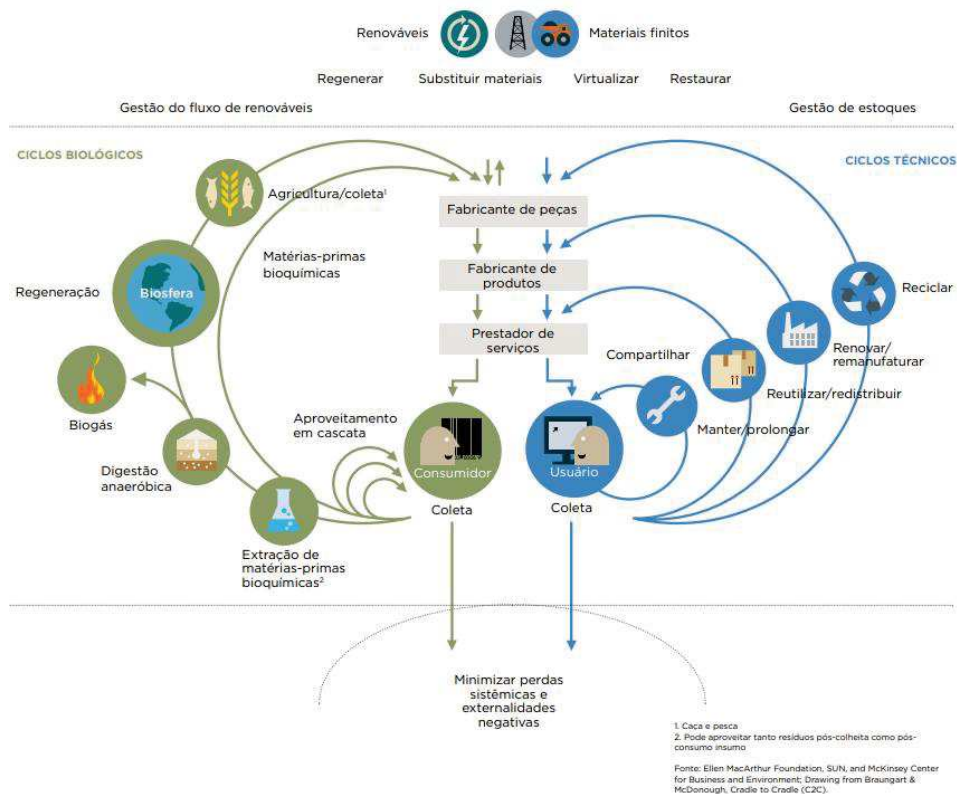 Renováveis
Materiais finitos
Regenerar
Substituir materiais
Virtualizar
Restaurar
Gestão do fluxo de renováveis
Gestão de estoques
CICLOS BIOLÓGICOS
CICLOS TÉCNICOS
Agricultura/coleta¹
Fabricante de peças
Matérias-primas
bioquímicas
Regeneração
Biosfera
Fabricante de
produtos
Reciclar
Prestador de
serviços
Renovar/
remanufaturar
Compartilhar
Reutilizar/redistribuir
Biogás
Aproveitamento
em cascata
Manter/prolongar
Digestão
anaeróbica
Consumidor
Usuário
Coleta
Coleta
Extração de
matérias-primas
bioquímicas²
Minimizar perdas
sistêmicas e
externalidades
negativas
1. Caça e pesca
2. Pode aproveitar tanto resíduos pós-colheita como pós-
consumo insumo
Fonte: Ellen MacArthur Foundation, SUN, and McKinsey Center
for Business and Environment; Drawing from Braungart &
McDonough, Cradle to Cradle (C2C).